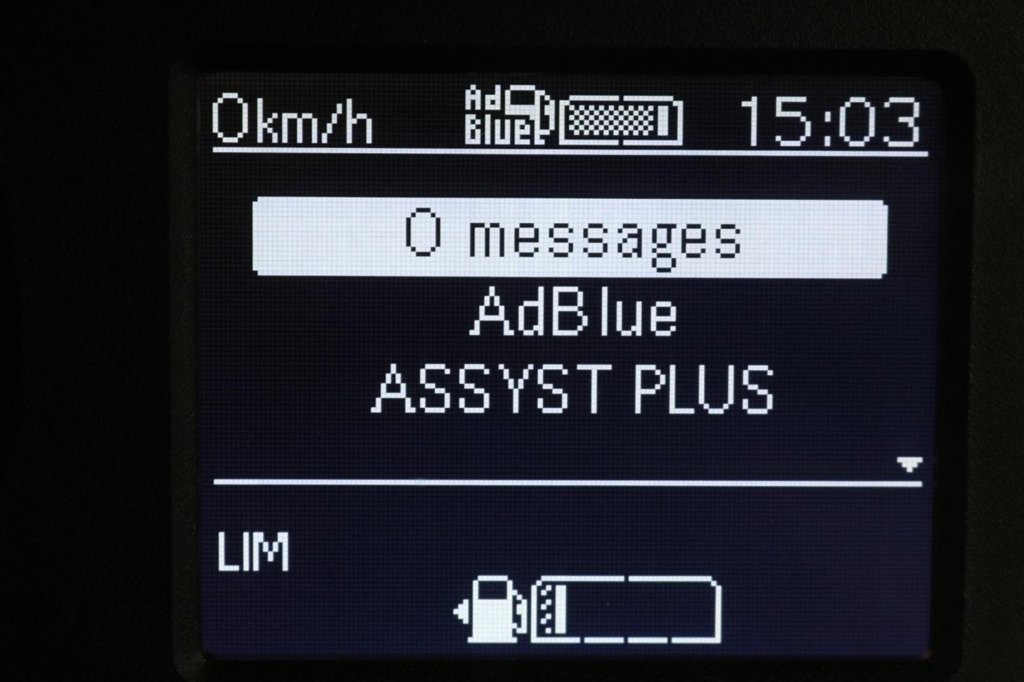 0km/h AdBlue 15:03
0 messages
AdBlue
ASSYST PLUS
LIM